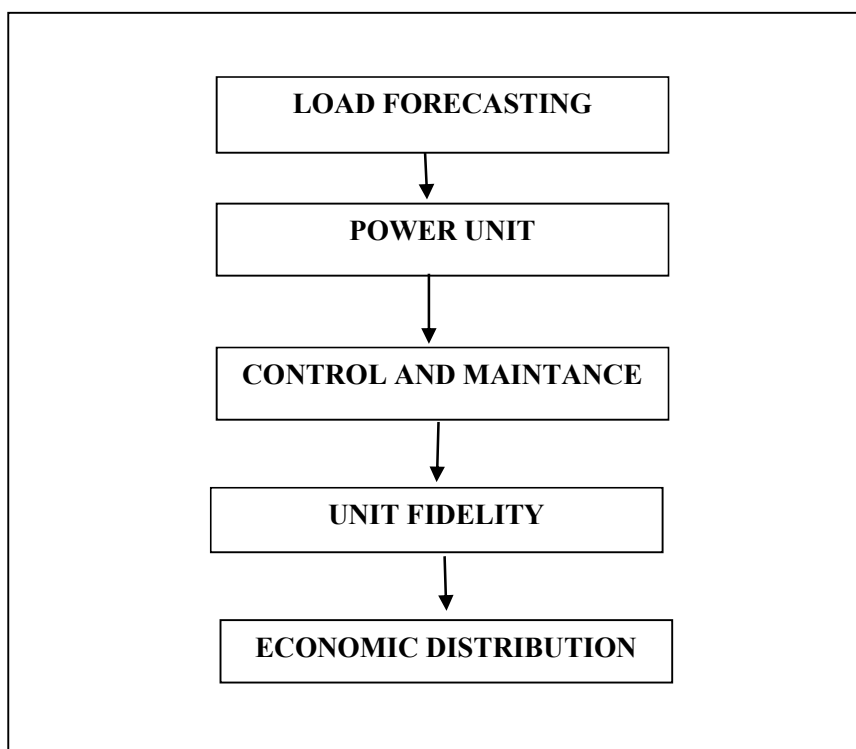 LOAD FORECASTING
POWER UNIT
CONTROL AND MAINTANCE
UNIT FIDELITY
ECONOMIC DISTRIBUTION